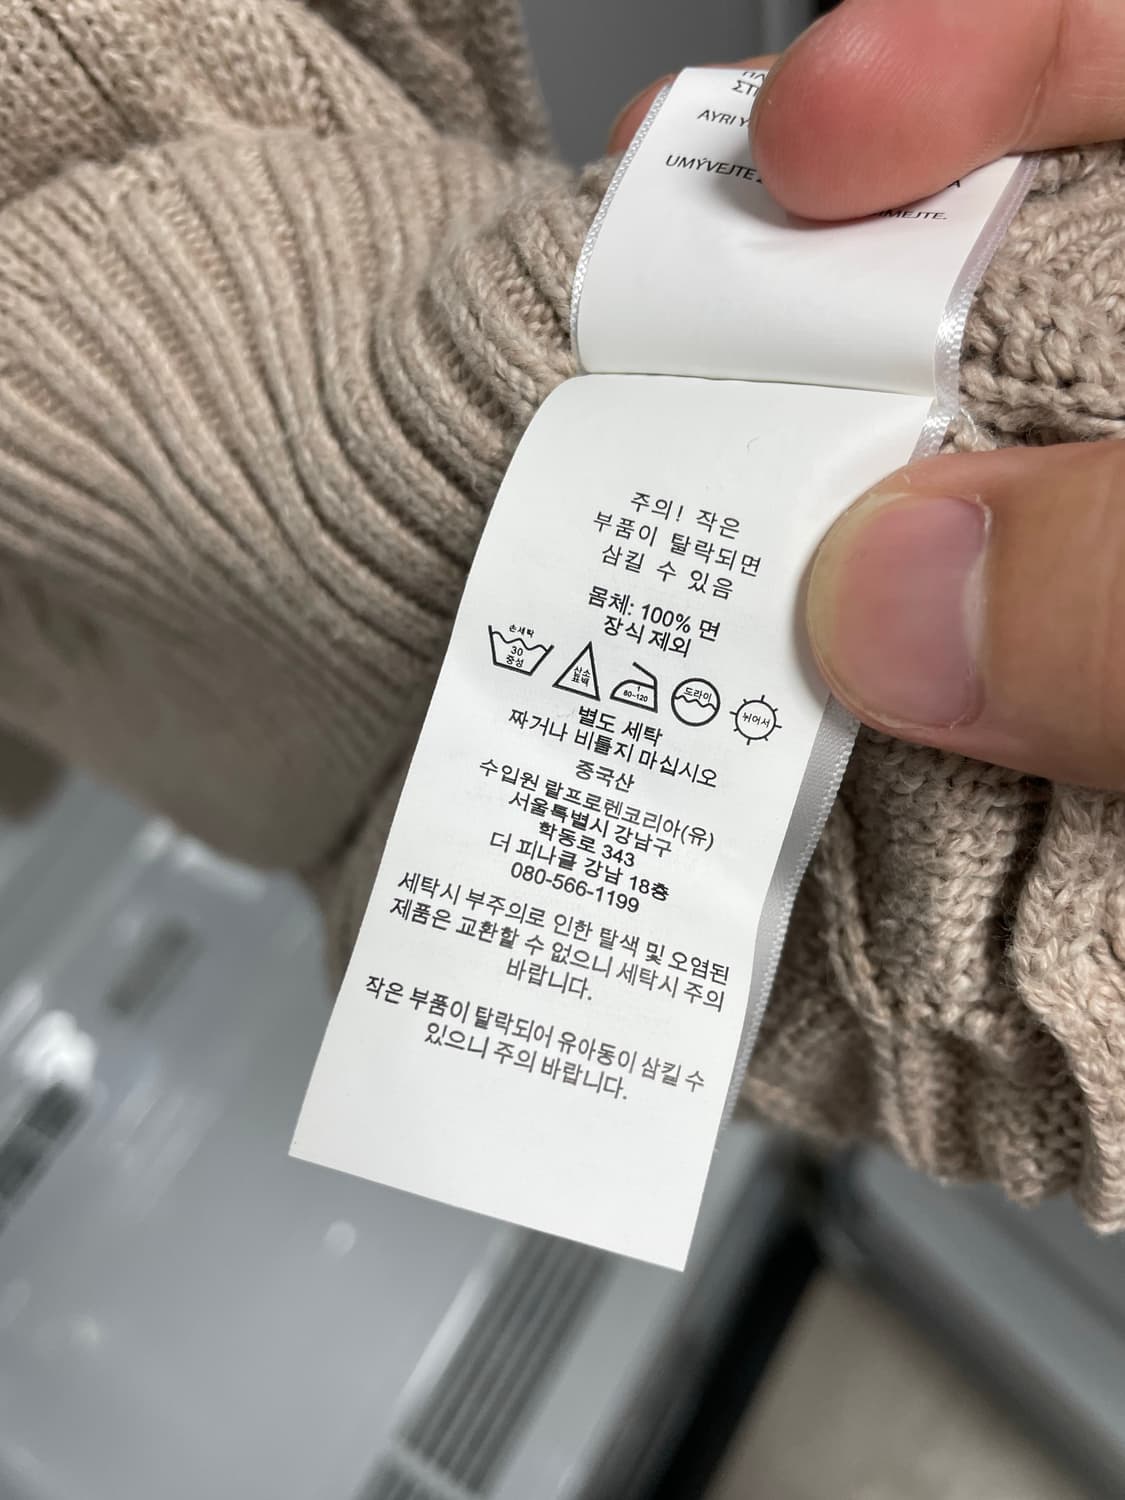 ΣΤΙ
AYRI Y
UMÝVEJTE
주의! 작은
부품이 탈락되면
삼킬 수 있음
몸체: 100% 면
장식 제외
손세탁
30
중성
산소
표백
1
80~120
드라이
뉘어서
별도 세탁
짜거나 비틀지 마십시오
중국산
수입원 랄프로렌코리아(유)
서울특별시 강남구
학동로 343
더 피나클 강남 18층
080-566-1199
세탁시 부주의로 인한 탈색 및 오염된
제품은 교환할 수 없으니 세탁시 주의
바랍니다.
작은 부품이 탈락되어 유아동이 삼킬 수
있으니 주의 바랍니다.